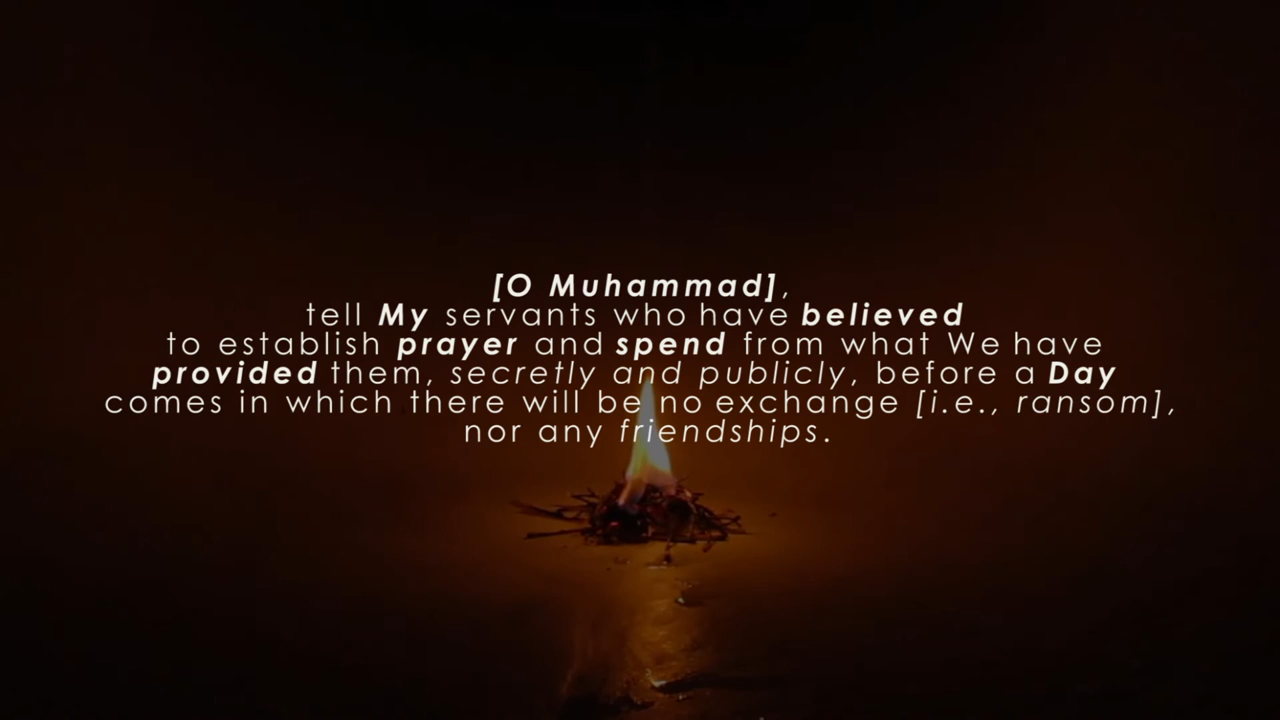 [O Muhammad],
tell My servants who have believed
to establish prayer and spend from what We have
provided them, secretly and publicly, before a Day
comes in which there will be no exchange [i.e., ransom],
nor any friendships.